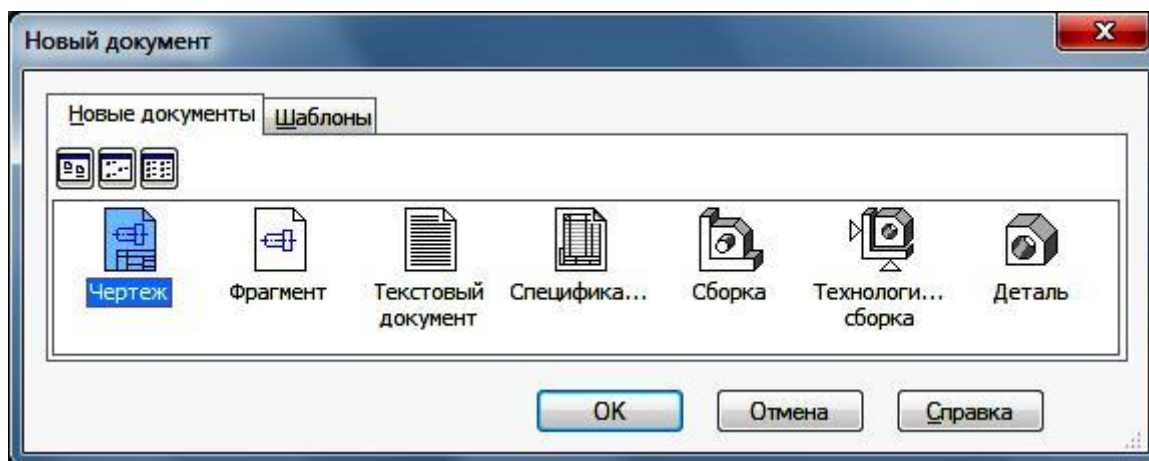 Новый документ
Новые документы Шаблоны
Чертеж Фрагмент Текстовый документ Специфика... Сборка Технологи... сборка Деталь
OK Отмена Справка